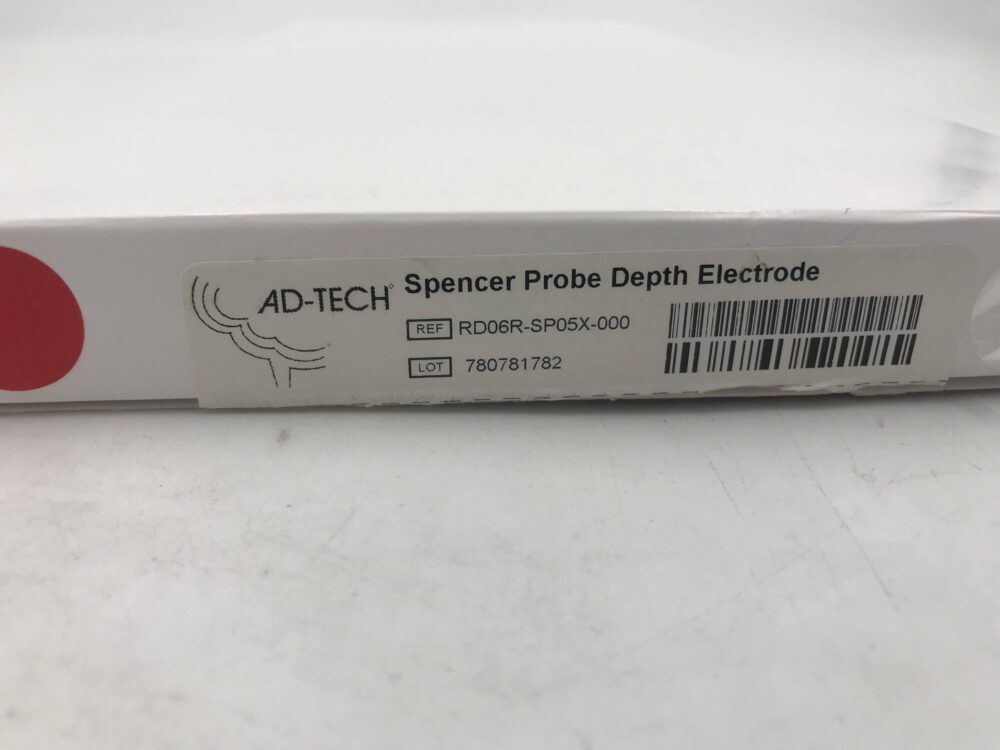 AD-TECH
Spencer Probe Depth Electrode
REF RD06R-SP05X-000
LOT 780781782